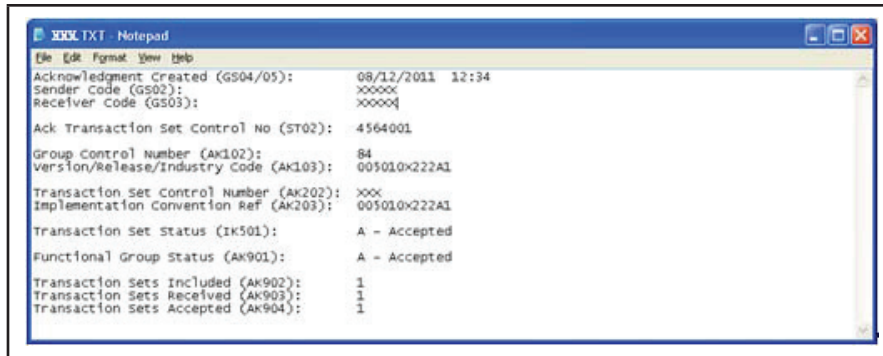 XXX.TXT - Notepad
File Edit Format View Help
Acknowledgment Created (GS04/05): 08/12/2011 12:34
Sender Code (GS02): XXXXX
Receiver Code (GS03): XXXXX
Ack Transaction Set Control No (ST02): 4564001
Group Control Number (AK102): 84
Version/Release/Industry Code (AK103): 005010X222A1
Transaction Set Control Number (AK202): XXX
Implementation Convention Ref (AK203): 005010X222A1
Transaction Set Status (IK501): A - Accepted
Functional Group Status (AK901): A - Accepted
Transaction Sets Included (AK902): 1
Transaction Sets Received (AK903): 1
Transaction Sets Accepted (AK904): 1